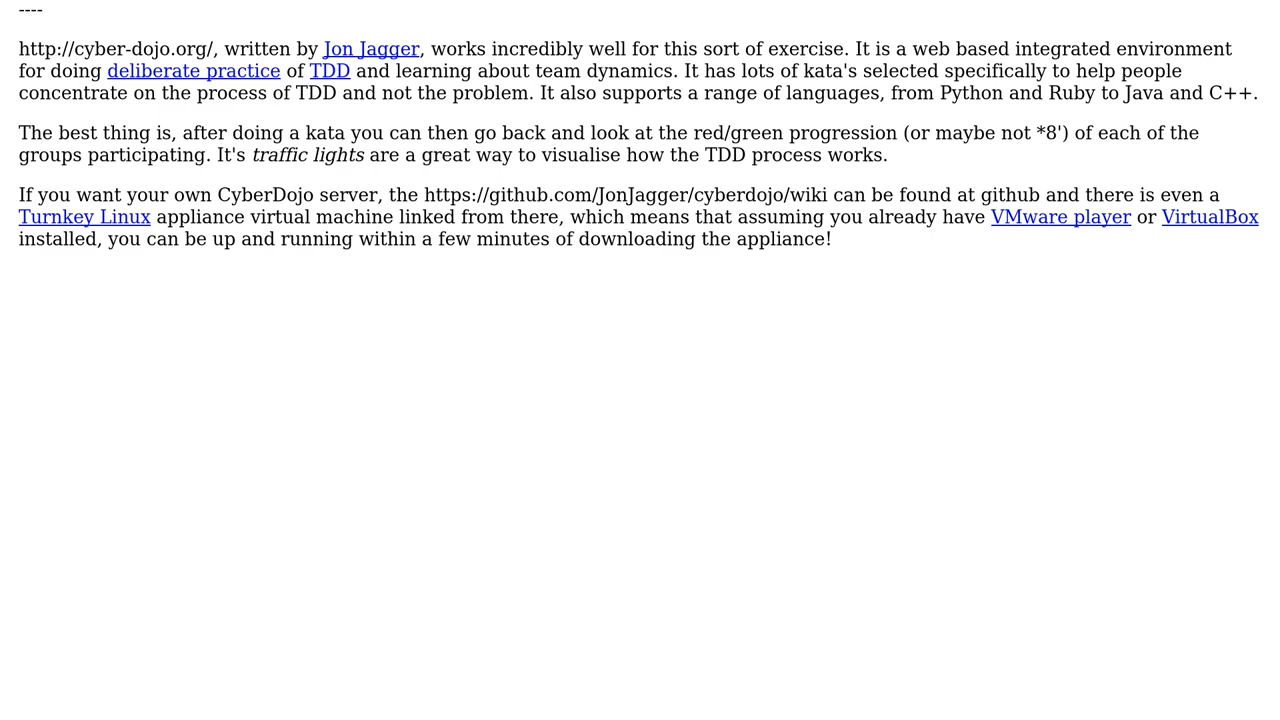 ----
http://cyber-dojo.org/, written by Jon Jagger, works incredibly well for this sort of exercise. It is a web based integrated environment
for doing deliberate practice of TDD and learning about team dynamics. It has lots of kata's selected specifically to help people
concentrate on the process of TDD and not the problem. It also supports a range of languages, from Python and Ruby to Java and C++.
The best thing is, after doing a kata you can then go back and look at the red/green progression (or maybe not *8') of each of the
groups participating. It's traffic lights are a great way to visualise how the TDD process works.
If you want your own CyberDojo server, the https://github.com/JonJagger/cyberdojo/wiki can be found at github and there is even a
Turnkey Linux appliance virtual machine linked from there, which means that assuming you already have VMware player or VirtualBox
installed, you can be up and running within a few minutes of downloading the appliance!